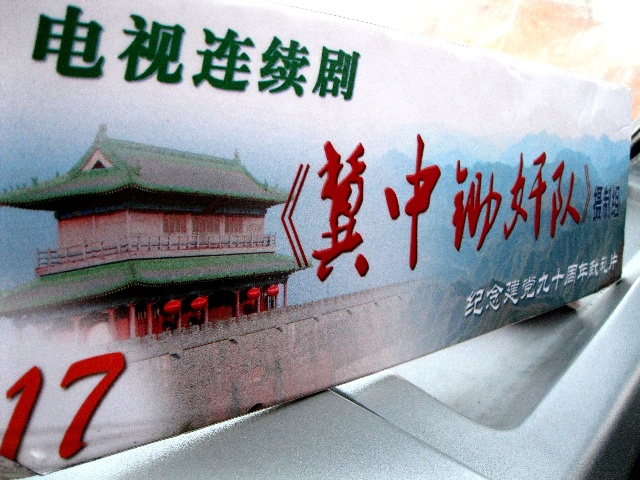 电视连续剧
《冀中锄奸队》摄制组
纪念建党九十周年献礼片
17